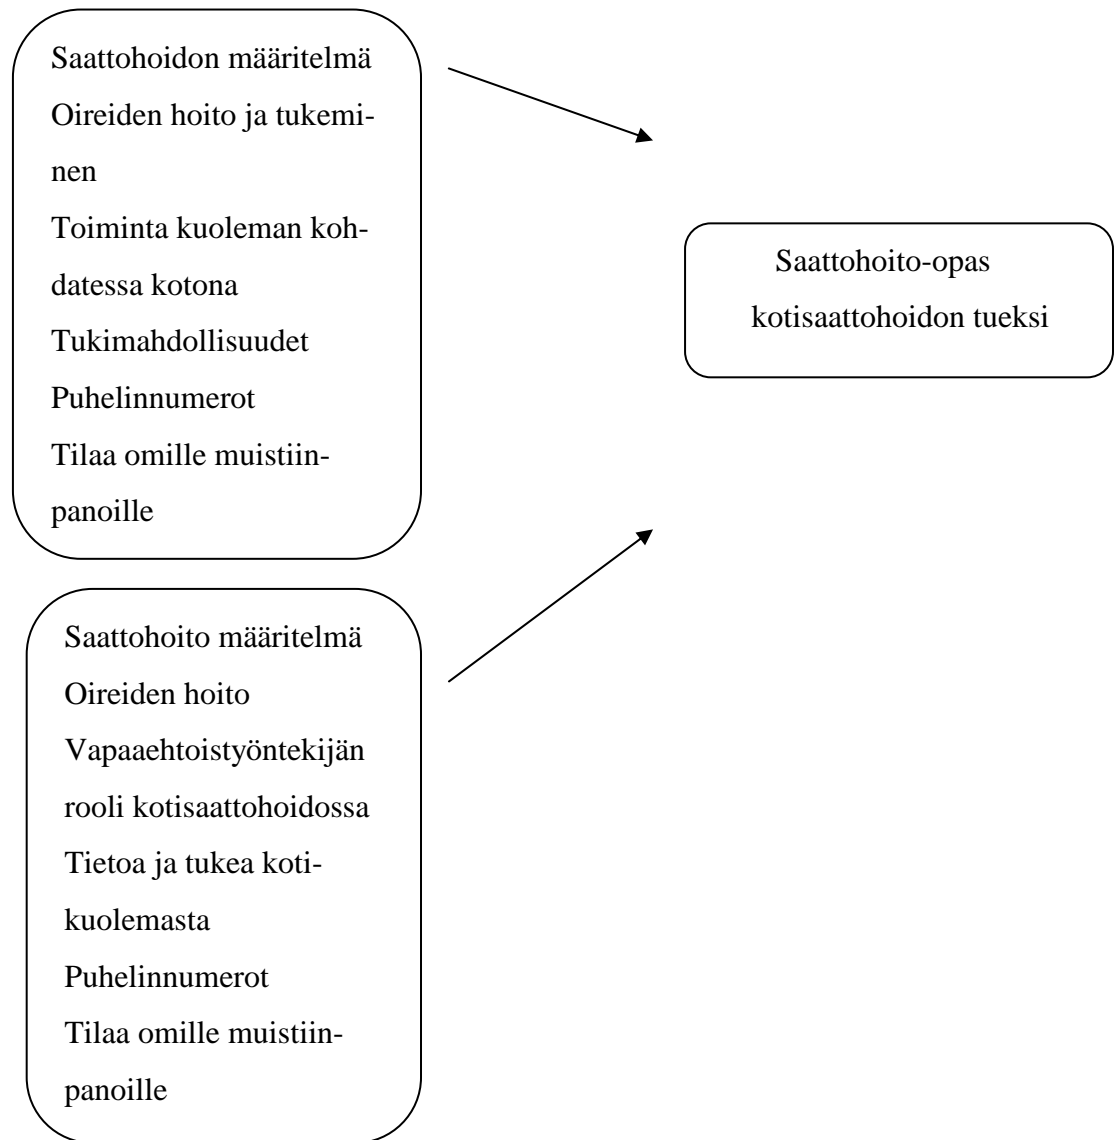 Saattohoidon määritelmä
Oireiden hoito ja tukemi-
nen
Toiminta kuoleman koh-
datessa kotona
Tukimahdollisuudet
Puhelinnumerot
Tilaa omille muistiin-
panoille
Saattohoito-opas
kotisaattohoidon tueksi
Saattohoito määritelmä
Oireiden hoito
Vapaaehtoistyöntekijän
rooli kotisaattohoidossa
Tietoa ja tukea koti-
kuolemasta
Puhelinnumerot
Tilaa omille muistiin-
panoille